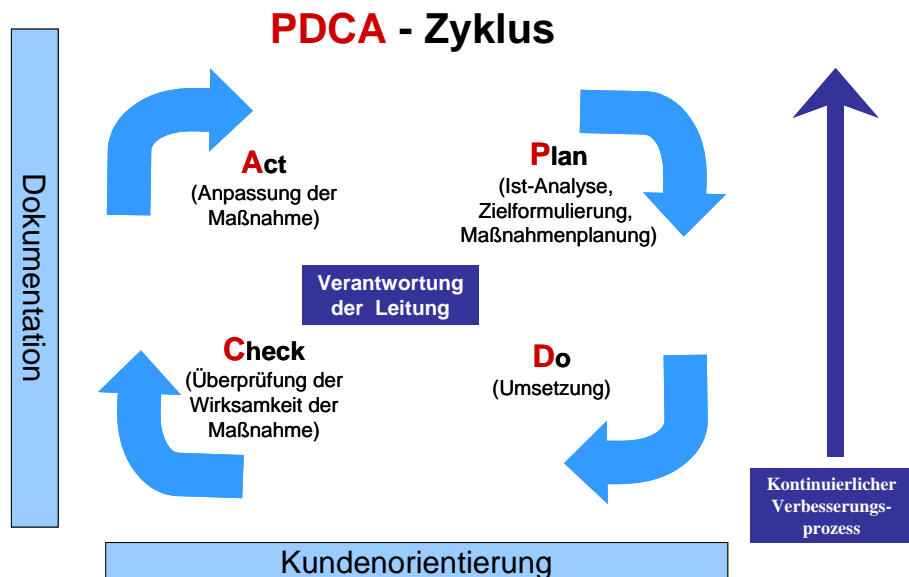 PDCA - Zyklus
Dokumentation
Act
(Anpassung der
Maßnahme)
Plan
(Ist-Analyse,
Zielformulierung,
Maßnahmenplanung)
Verantwortung
der Leitung
Check
(Überprüfung der
Wirksamkeit der
Maßnahme)
Do
(Umsetzung)
Kontinuierlicher
Verbesserungs-
prozess
Kundenorientierung